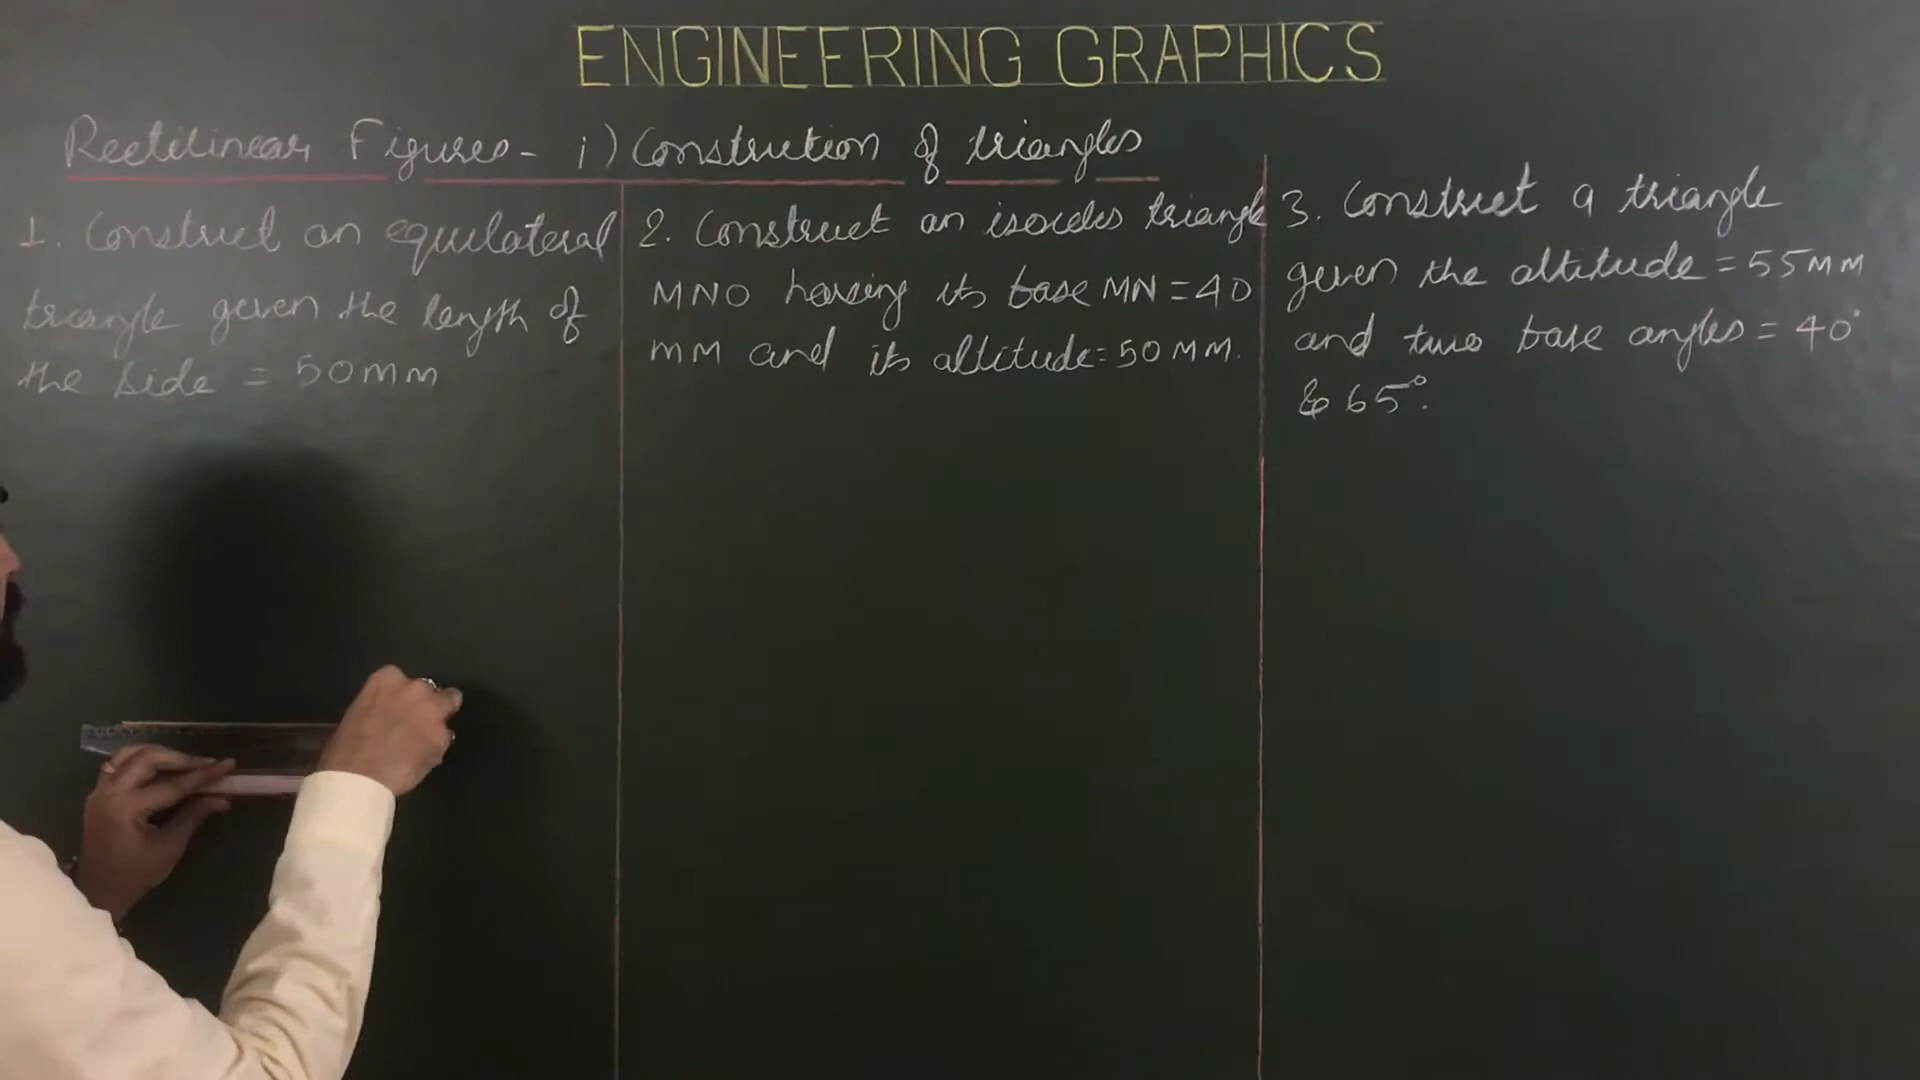 ENGINEERING GRAPHICS
Rectilinear Figures - i) Construction of triangles
1. Construct an equilateral
triangle given the length of
the side = 50MM
2. Construct an isoceles triangle
MNO having its base MN = 40
MM and its altitude = 50 MM.
3. Construct a triangle
given the altitude = 55MM
and two base angles = 40°
& 65°.